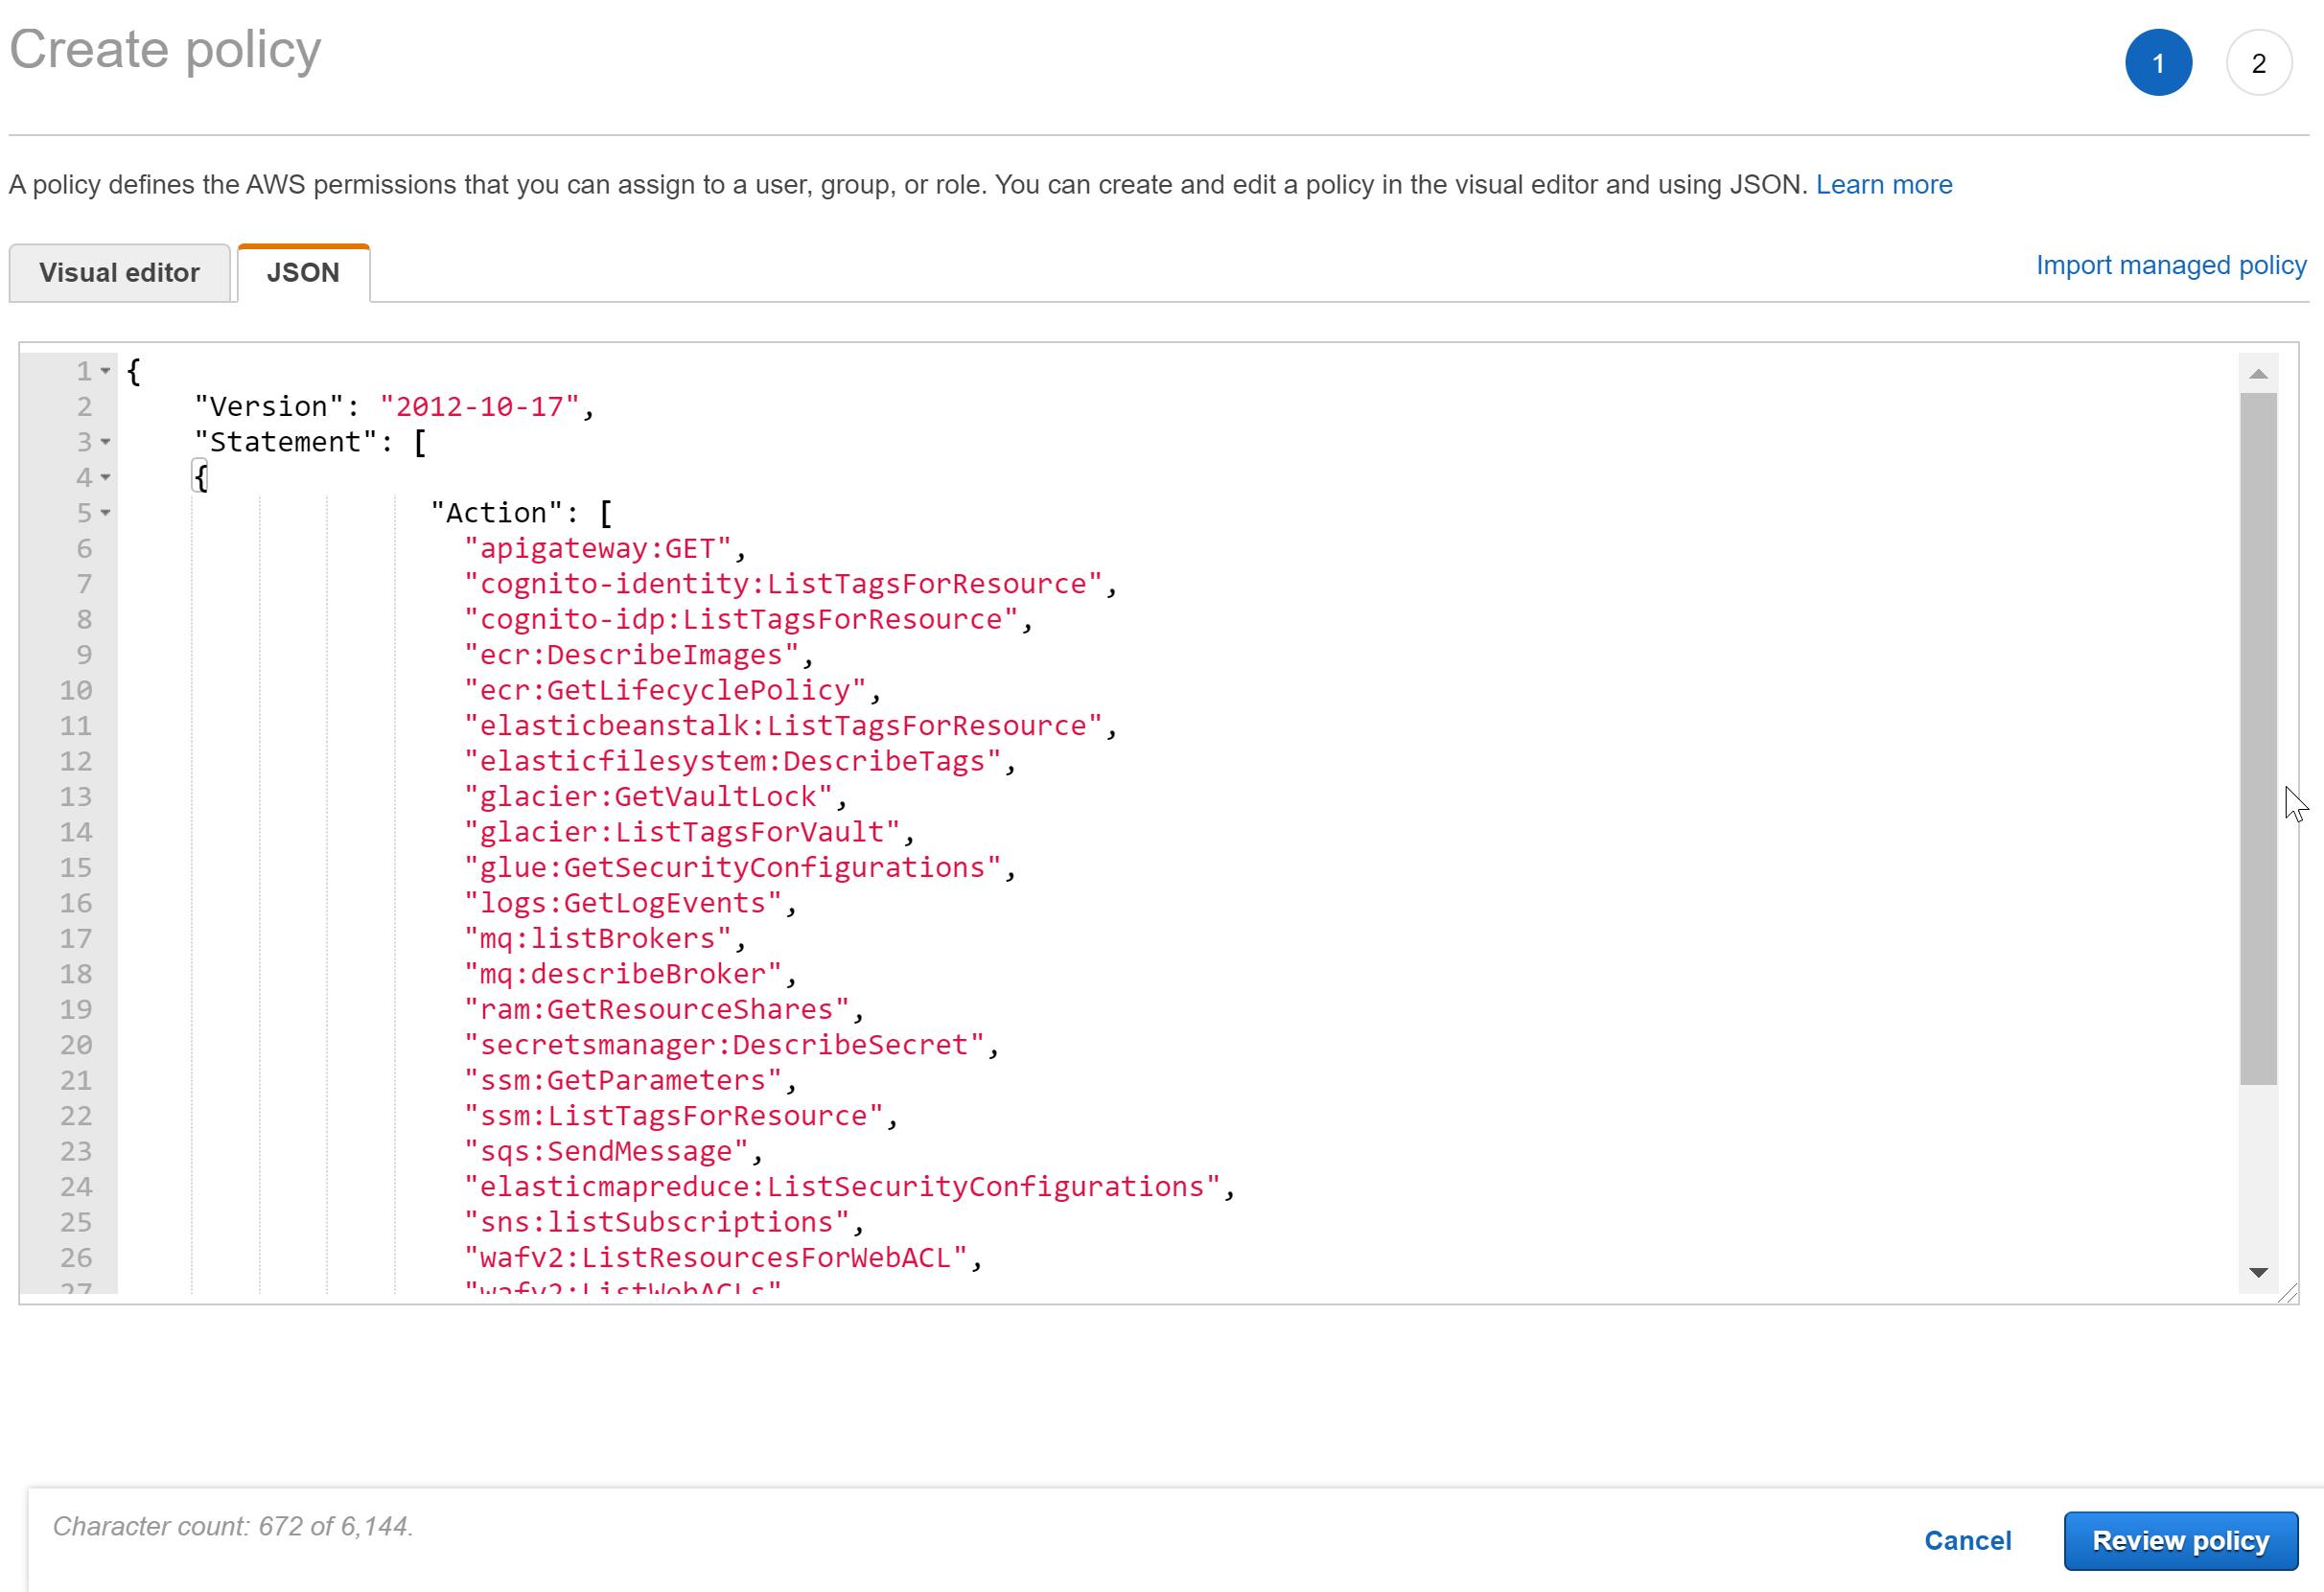 Create policy
1 2
A policy defines the AWS permissions that you can assign to a user, group, or role. You can create and edit a policy in the visual editor and using JSON. Learn more
Visual editor JSON Import managed policy
1 {
2 "Version": "2012-10-17",
3 "Statement": [
4 {
5 "Action": [
6 "apigateway:GET",
7 "cognito-identity:ListTagsForResource",
8 "cognito-idp:ListTagsForResource",
9 "ecr:DescribeImages",
10 "ecr:GetLifecyclePolicy",
11 "elasticbeanstalk:ListTagsForResource",
12 "elasticfilesystem:DescribeTags",
13 "glacier:GetVaultLock",
14 "glacier:ListTagsForVault",
15 "glue:GetSecurityConfigurations",
16 "logs:GetLogEvents",
17 "mq:listBrokers",
18 "mq:describeBroker",
19 "ram:GetResourceShares",
20 "secretsmanager:DescribeSecret",
21 "ssm:GetParameters",
22 "ssm:ListTagsForResource",
23 "sqs:SendMessage",
24 "elasticmapreduce:ListSecurityConfigurations",
25 "sns:listSubscriptions",
26 "wafv2:ListResourcesForWebACL",
27 "wafv2:ListWebACLs"
Character count: 672 of 6,144.
Cancel Review policy